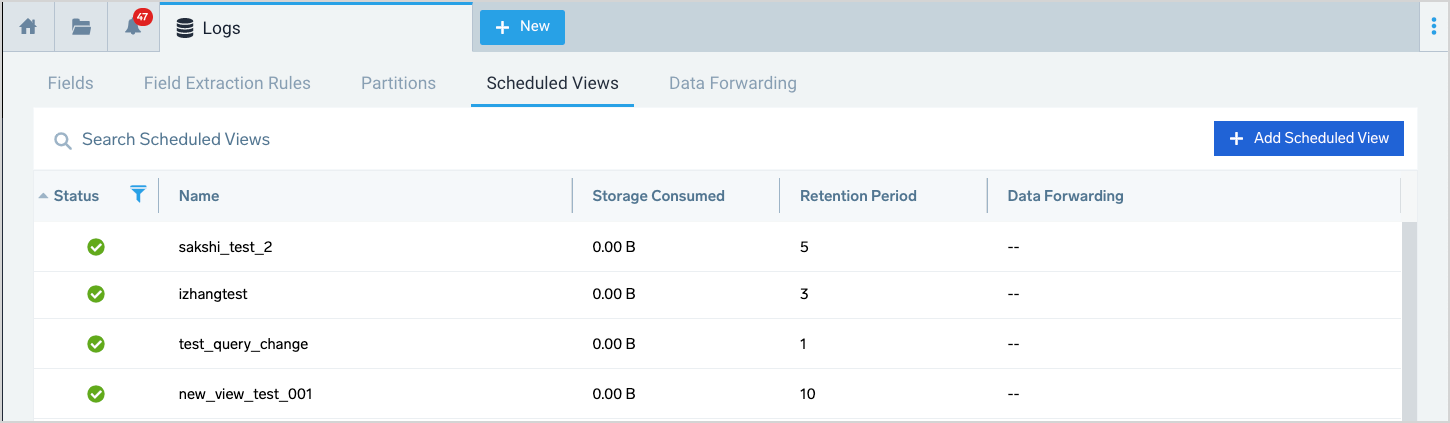 47
Logs
+ New
Fields Field Extraction Rules Partitions Scheduled Views Data Forwarding
Search Scheduled Views
+ Add Scheduled View
Status Name Storage Consumed Retention Period Data Forwarding
sakshi_test_2 0.00 B 5 --
izhangtest 0.00 B 3 --
test_query_change 0.00 B 1 --
new_view_test_001 0.00 B 10 --